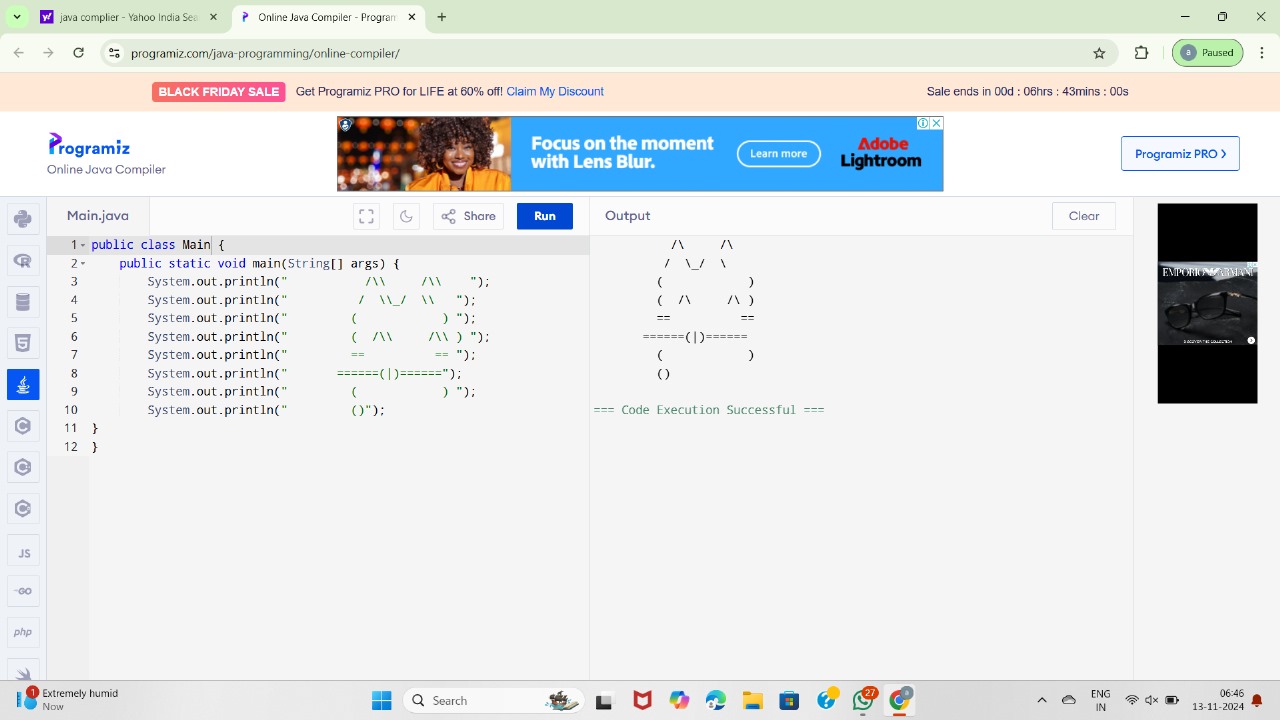 java compiler - Yahoo India Sea
Online Java Compiler - Program
programiz.com/java-programming/online-compiler/
a Paused
BLACK FRIDAY SALE Get Programiz PRO for LIFE at 60% off! Claim My Discount
Sale ends in 00d : 06hrs : 43mins : 00s
Programiz
Online Java Compiler
Focus on the moment
with Lens Blur.
Learn more
Adobe
Lightroom
Programiz PRO >
Main.java
Share
Run
Output
Clear
1 public class Main {
2     public static void main(String[] args) {
3         System.out.println("           /\\     /\\    ");
4         System.out.println("          /  \\_/  \\   ");
5         System.out.println("         (            ) ");
6         System.out.println("         (  /\\     /\\ ) ");
7         System.out.println("         ==          == ");
8         System.out.println("       ======(|)======");
9         System.out.println(          (            ) ");
10         System.out.println("         ()");
11 }
12 }
           /\     /\
          /  \_/  \
         (            )
         (  /\     /\ )
         ==          ==
       ======(|)======
         (            )
         ()
=== Code Execution Successful ===
EMPORIO ARMANI
JS
GO
php
1
Extremely humid
Now
Search
27
a
ENG
IN
06:46
13-11-2024